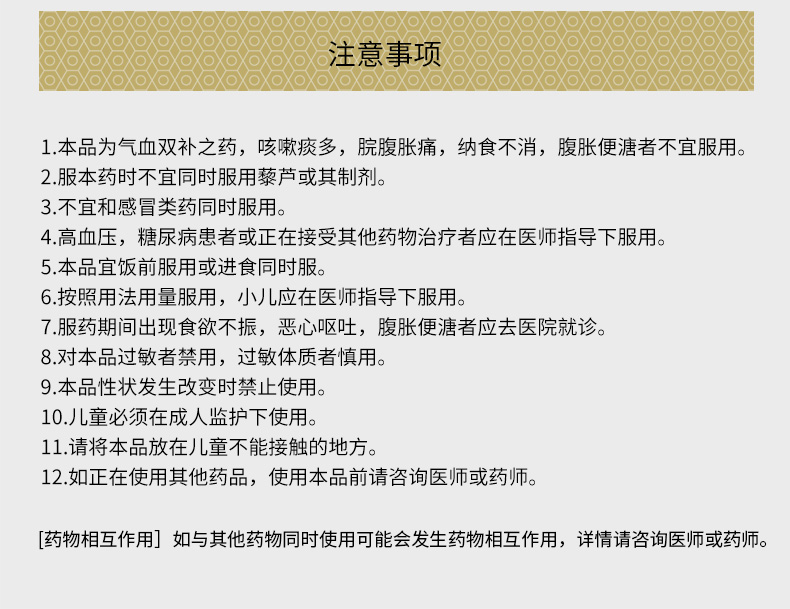 注意事项
1.本品为气血双补之药，咳嗽痰多，脘腹胀痛，纳食不消，腹胀便溏者不宜服用。
2.服本药时不宜同时服用藜芦或其制剂。
3.不宜和感冒类药同时服用。
4.高血压，糖尿病患者或正在接受其他药物治疗者应在医师指导下服用。
5.本品宜饭前服用或进食同时服。
6.按照用法用量服用，小儿应在医师指导下服用。
7.服药期间出现食欲不振，恶心呕吐，腹胀便溏者应去医院就诊。
8.对本品过敏者禁用，过敏体质者慎用。
9.本品性状发生改变时禁止使用。
10.儿童必须在成人监护下使用。
11.请将本品放在儿童不能接触的地方。
12.如正在使用其他药品，使用本品前请咨询医师或药师。
[药物相互作用］如与其他药物同时使用可能会发生药物相互作用，详情请咨询医师或药师。